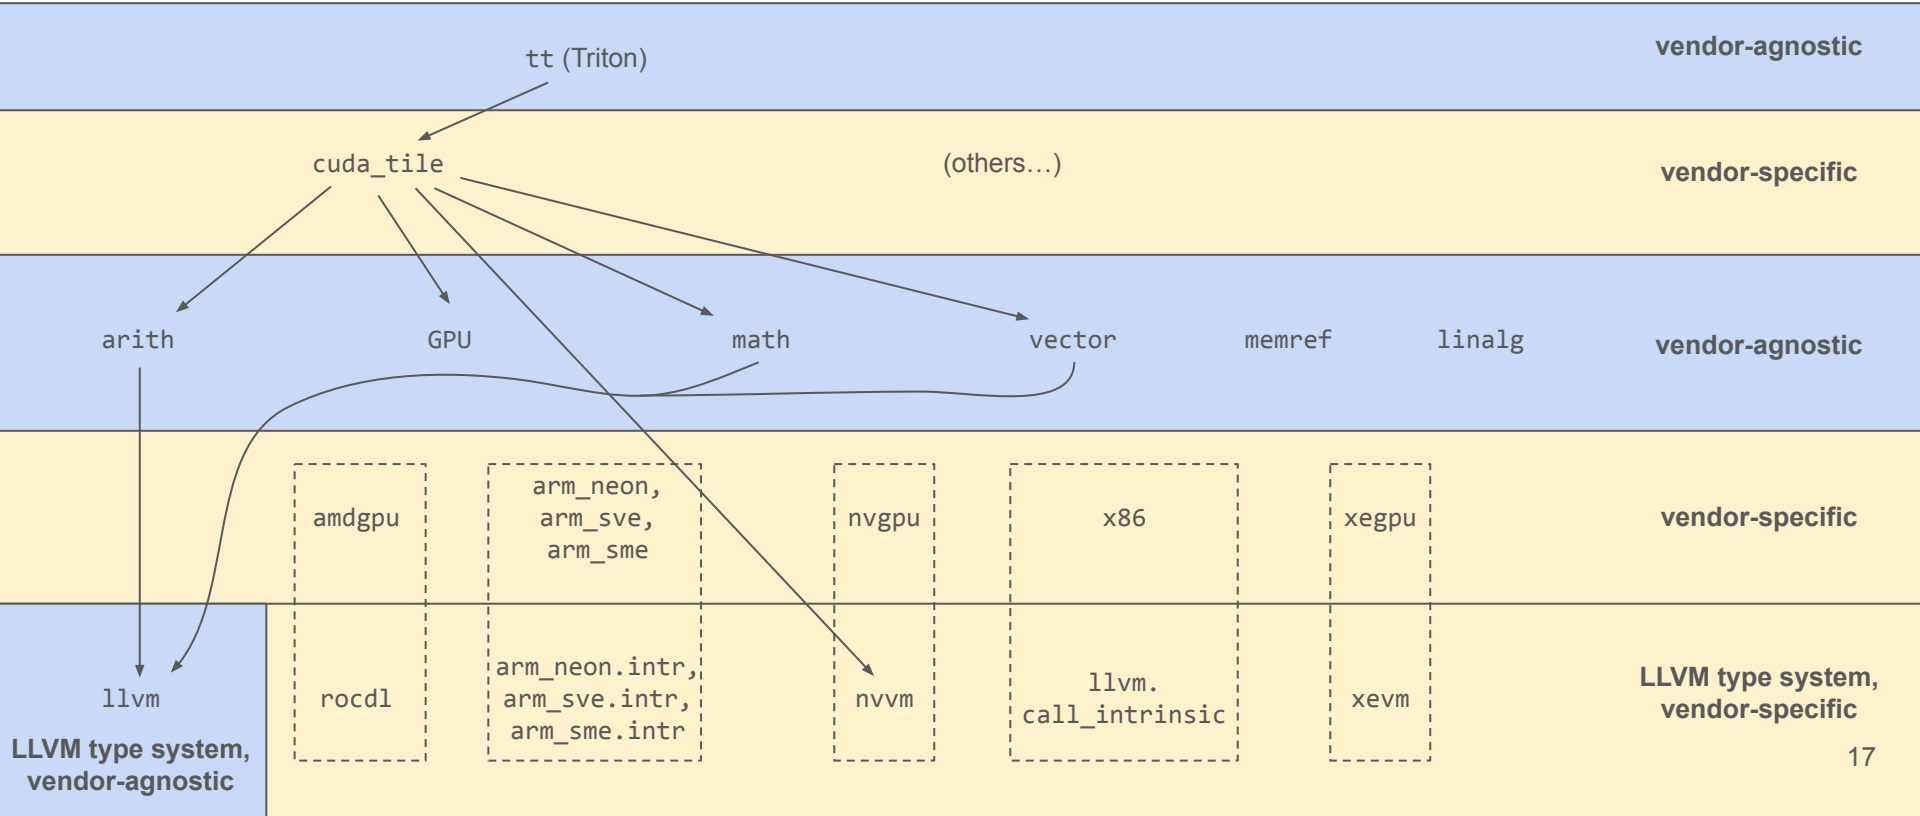 tt (Triton)
vendor-agnostic
cuda_tile
(others…)
vendor-specific
arith
GPU
math
vector
memref
linalg
vendor-agnostic
amdgpu
arm_neon,
arm_sve,
arm_sme
nvgpu
x86
xegpu
vendor-specific
llvm
LLVM type system,
vendor-agnostic
rocdl
arm_neon.intr,
arm_sve.intr,
arm_sme.intr
nvvm
llvm.
call_intrinsic
xevm
LLVM type system,
vendor-specific
17